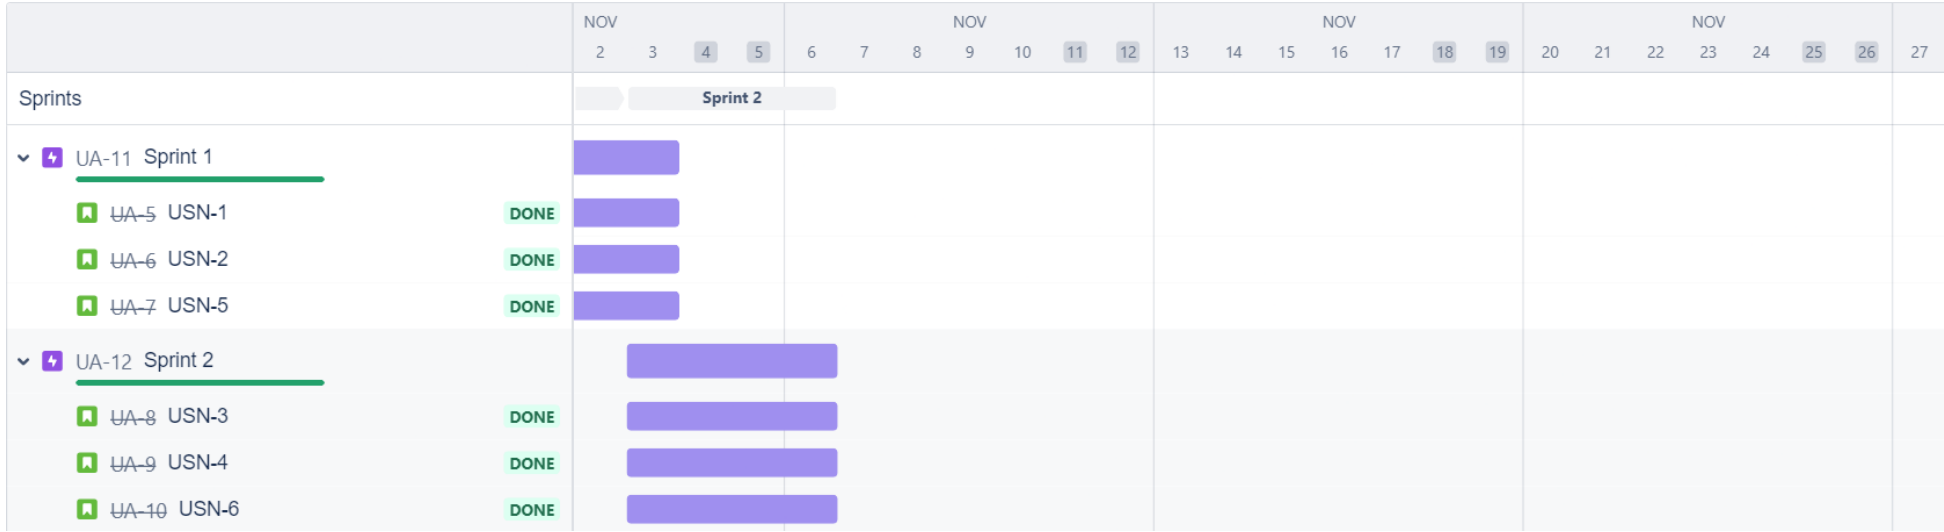 NOV NOV NOV NOV
2 3 4 5 6 7 8 9 10 11 12 13 14 15 16 17 18 19 20 21 22 23 24 25 26 27
Sprints Sprint 2
UA-11 Sprint 1
UA-5 USN-1 DONE
UA-6 USN-2 DONE
UA-7 USN-5 DONE
UA-12 Sprint 2
UA-8 USN-3 DONE
UA-9 USN-4 DONE
UA-10 USN-6 DONE